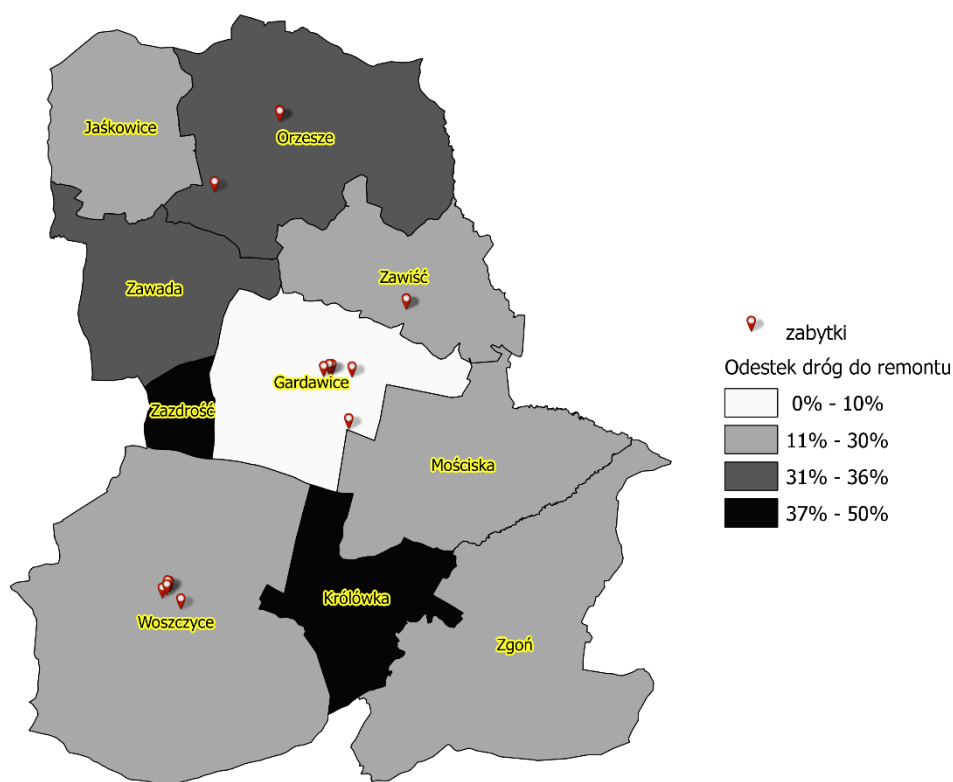 Jaśkowice
Orzesze
Zawiść
Zawada
Gardawice
Zazdrość
Mościska
Królówka
Woszczyce
Zgoń
zabytki
Odestek dróg do remontu
0% - 10%
11% - 30%
31% - 36%
37% - 50%